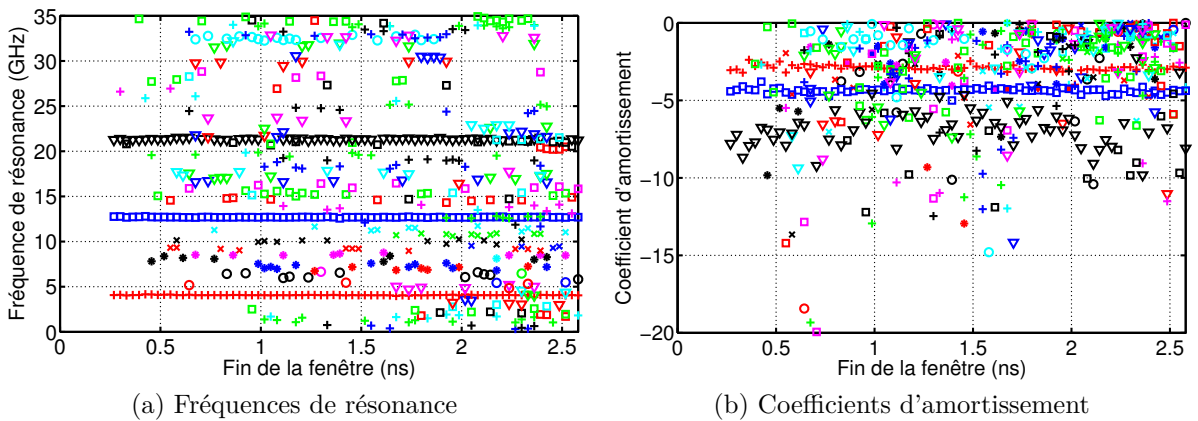 35
30
25
20
15
10
5
0
0 0.5 1 1.5 2 2.5
Fréquence de résonance (GHz)
Fin de la fenêtre (ns)
(a) Fréquences de résonance
0
−5
−10
−15
−20
0 0.5 1 1.5 2 2.5
Coefficient d'amortissement
Fin de la fenêtre (ns)
(b) Coefficients d'amortissement